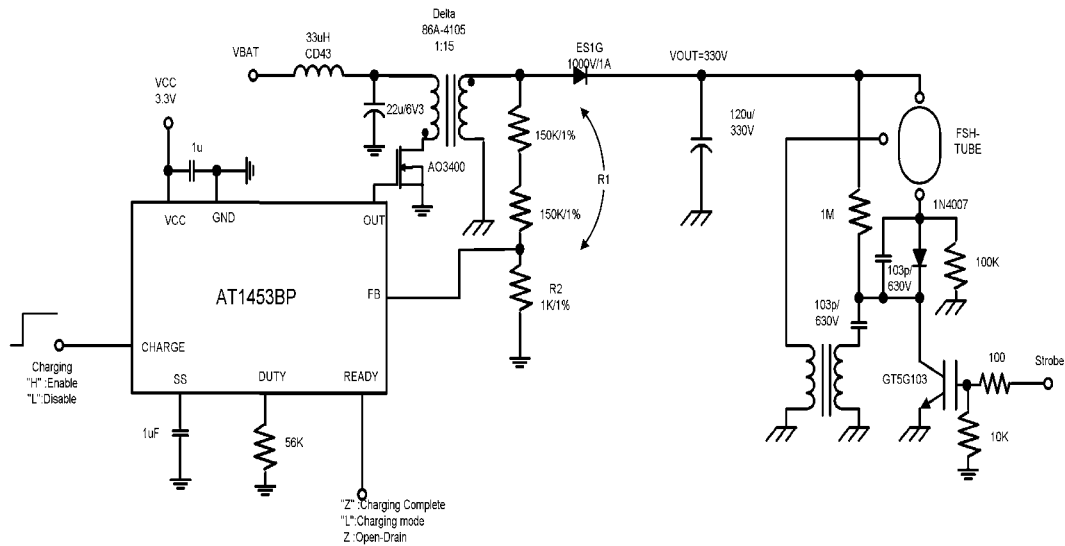 Delta
86A-4105
1:15
33uH
CD43
VBAT
ES1G
1000V/1A
VOUT=330V
VCC
3.3V
22u/6V3
120u/
330V
FSH-
TUBE
150K/1%
1u
AO3400
R1
1N4007
VCC
GND
OUT
150K/1%
1M
103p/
630V
100K
AT1453BP
FB
R2
1K/1%
103p/
630V
CHARGE
Charging
"H" :Enable
"L":Disable
SS
DUTY
READY
GT5G103
100
Strobe
1uF
56K
10K
"Z" :Charging Complete
"L":Charging mode
Z :Open-Drain